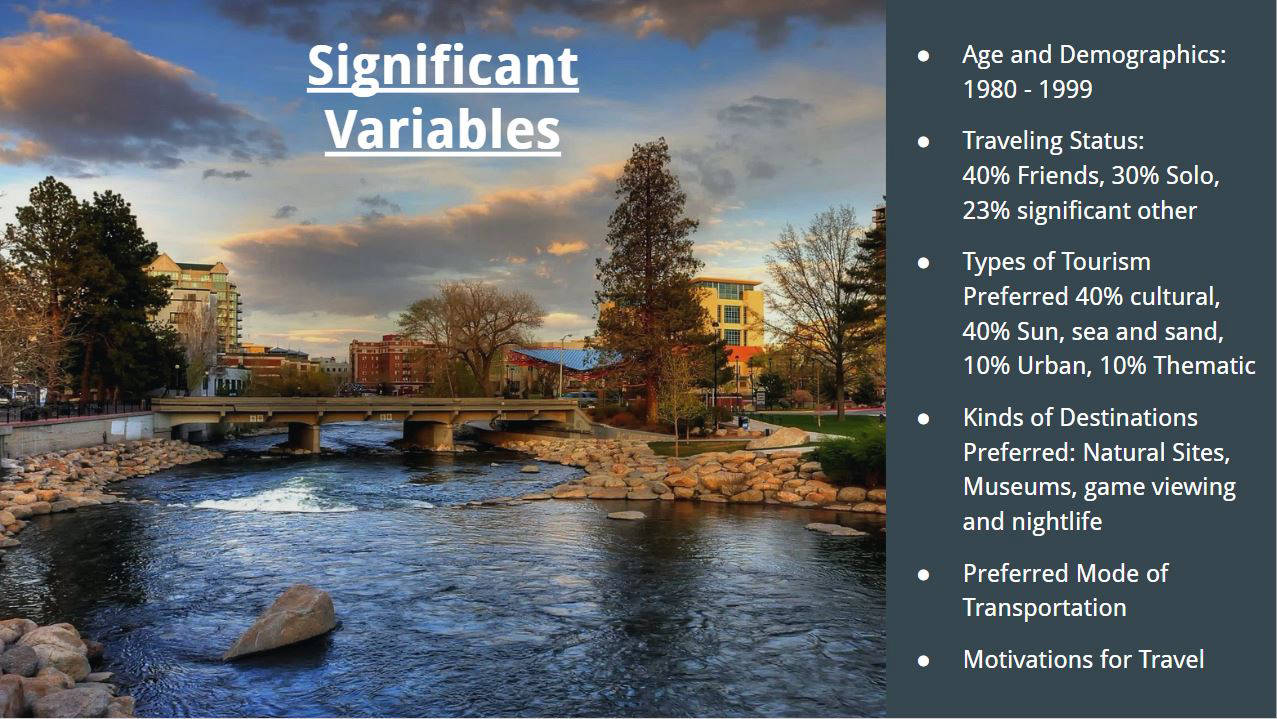 Significant
Variables
● Age and Demographics:
1980 - 1999
● Traveling Status:
40% Friends, 30% Solo,
23% significant other
● Types of Tourism
Preferred 40% cultural,
40% Sun, sea and sand,
10% Urban, 10% Thematic
● Kinds of Destinations
Preferred: Natural Sites,
Museums, game viewing
and nightlife
● Preferred Mode of
Transportation
● Motivations for Travel